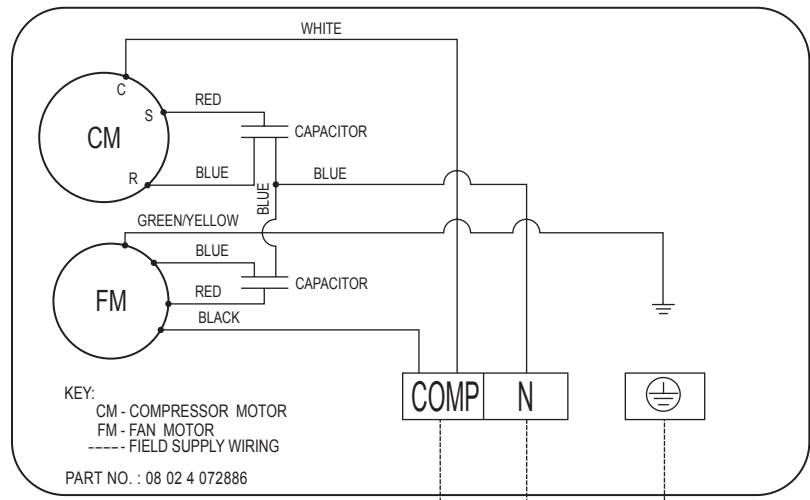 WHITE
C
S
RED
CM
CAPACITOR
R
BLUE
BLUE
BLUE
GREEN/YELLOW
BLUE
FM
RED
CAPACITOR
BLACK
COMP
N
KEY:
CM - COMPRESSOR MOTOR
FM - FAN MOTOR
----- - FIELD SUPPLY WIRING
PART NO. : 08 02 4 072886